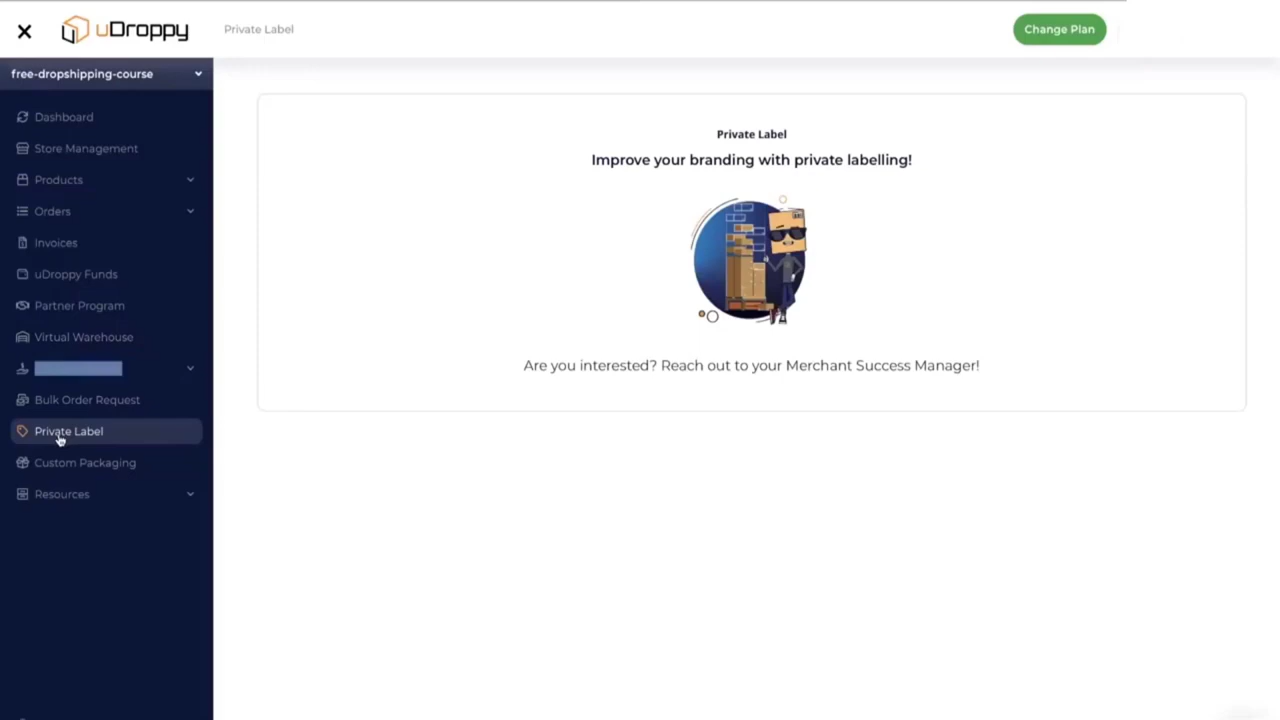 uDroppy
Private Label
Change Plan
free-dropshipping-course
Dashboard
Store Management
Products
Orders
Invoices
uDroppy Funds
Partner Program
Virtual Warehouse
Bulk Order Request
Private Label
Custom Packaging
Resources
Private Label
Improve your branding with private labelling!
Are you interested? Reach out to your Merchant Success Manager!